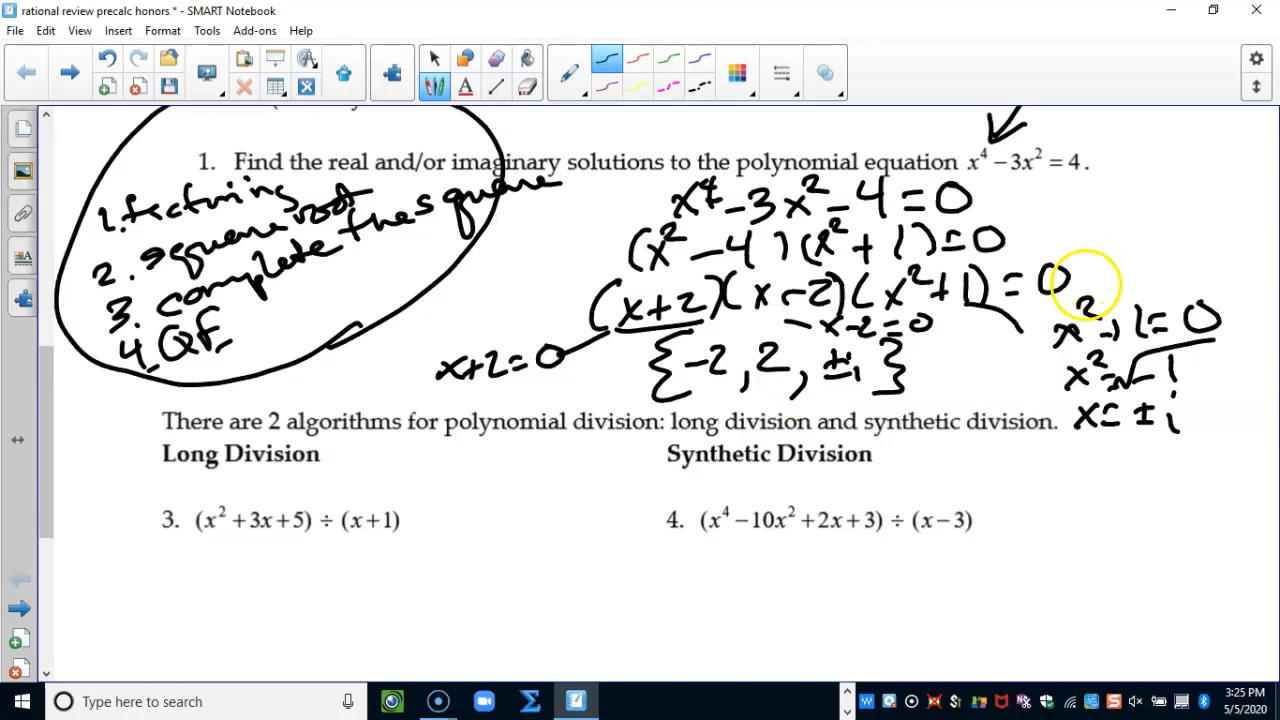 rational review precalc honors * - SMART Notebook
File Edit View Insert Format Tools Add-ons Help
1. Find the real and/or imaginary solutions to the polynomial equation x⁴ − 3x² = 4.
1. factoring
2. square root
3. complete the square
4. QF
x⁴ - 3x² - 4 = 0
(x² - 4)(x² + 1) = 0
(x+2)(x-2)(x²+1) = 0
x-2=0
x+2=0
{-2, 2, ±i}
x²+1=0
x²=√-1
x=±i
There are 2 algorithms for polynomial division: long division and synthetic division.
Long Division
Synthetic Division
3. (x² + 3x + 5) ÷ (x + 1)
4. (x⁴ − 10x² + 2x + 3) ÷ (x − 3)
Type here to search
3:25 PM
5/5/2020